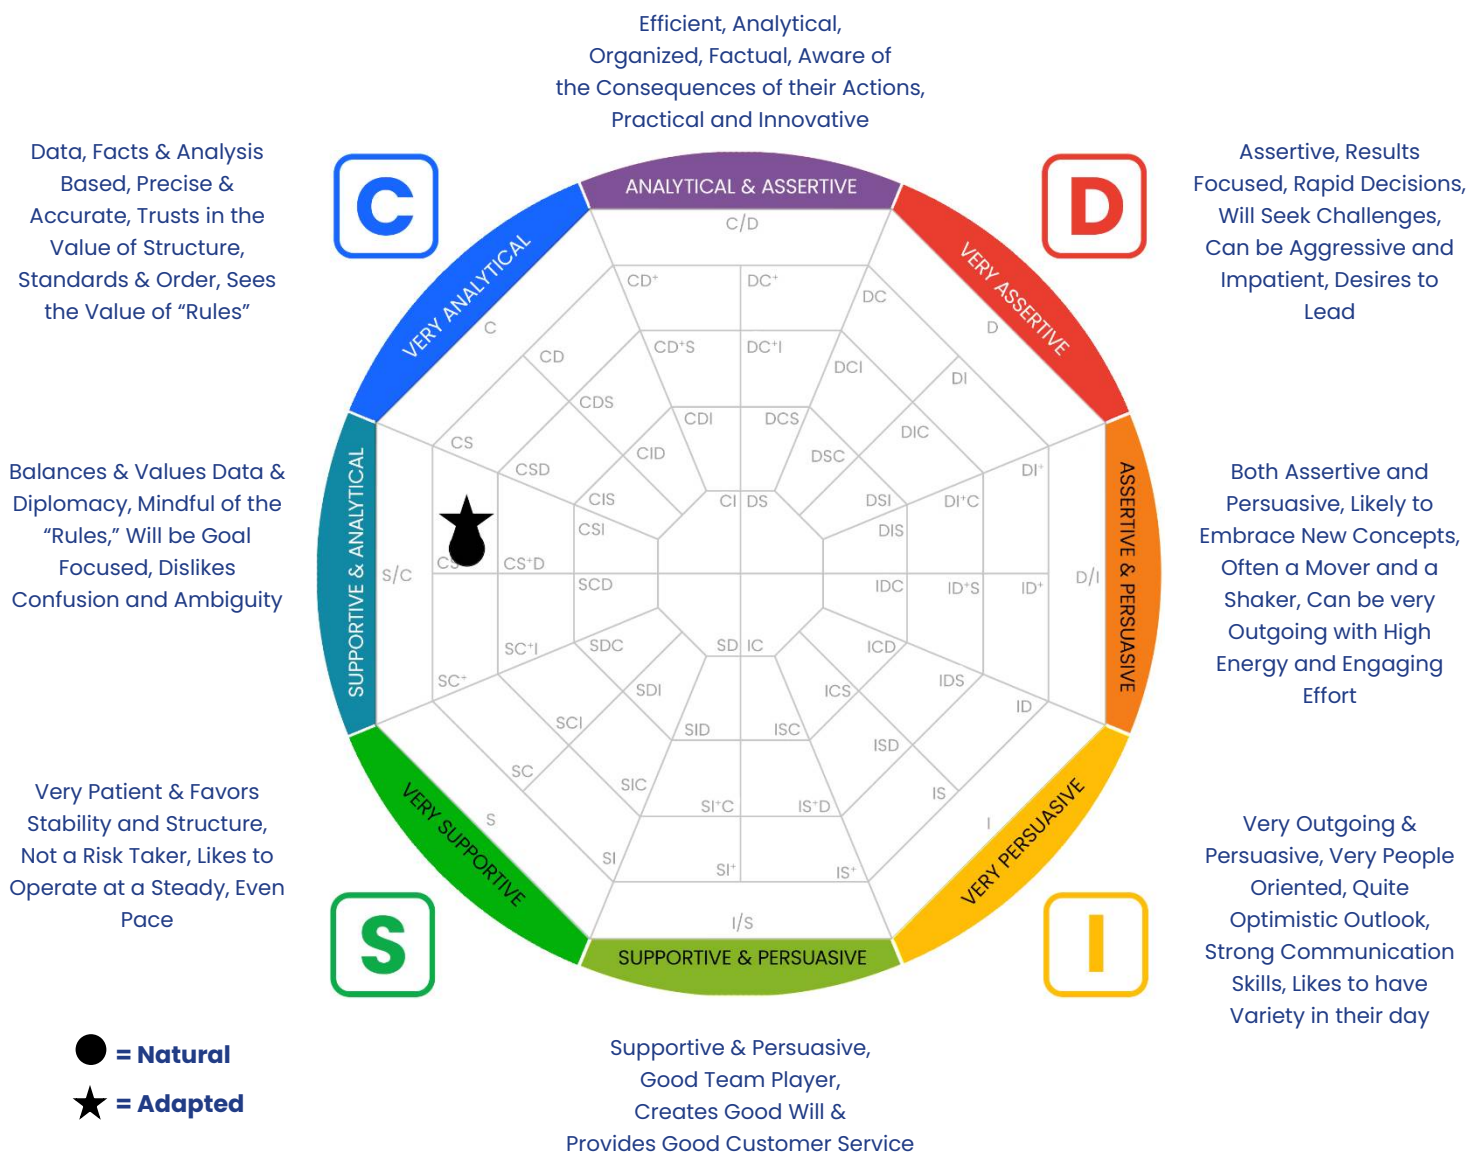 Efficient, Analytical,
Organized, Factual, Aware of
the Consequences of their Actions,
Practical and Innovative
Data, Facts & Analysis
Based, Precise &
Accurate, Trusts in the
Value of Structure,
Standards & Order, Sees
the Value of “Rules”
C
D
Assertive, Results
Focused, Rapid Decisions,
Will Seek Challenges,
Can be Aggressive and
Impatient, Desires to
Lead
ANALYTICAL & ASSERTIVE
VERY ANALYTICAL
VERY ASSERTIVE
C/D
CD⁺
DC⁺
DC
C
D
CD
CD⁺S
DC⁺I
DCI
DI
CDS
CDI
DCS
DIC
CS
CID
DSC
CSD
DI⁺
CIS
CI
DS
DSI
DI⁺C
CSI
DIS
Balances & Values Data &
Diplomacy, Mindful of the
“Rules,” Will be Goal
Focused, Dislikes
Confusion and Ambiguity
SUPPORTIVE & ANALYTICAL
ASSERTIVE & PERSUASIVE
Both Assertive and
Persuasive, Likely to
Embrace New Concepts,
Often a Mover and a
Shaker, Can be very
Outgoing with High
Energy and Engaging
Effort
S/C
CS
CS⁺D
D/I
SCD
IDC
ID⁺S
ID⁺
SC⁺I
SDC
SD
IC
ICD
SC⁺
SDI
ICS
IDS
ID
SCI
SID
ISC
ISD
SC
SIC
IS
SI⁺C
IS⁺D
S
I
SI
SI⁺
IS⁺
I/S
VERY SUPPORTIVE
VERY PERSUASIVE
SUPPORTIVE & PERSUASIVE
Very Patient & Favors
Stability and Structure,
Not a Risk Taker, Likes to
Operate at a Steady, Even
Pace
S
I
Very Outgoing &
Persuasive, Very People
Oriented, Quite
Optimistic Outlook,
Strong Communication
Skills, Likes to have
Variety in their day
= Natural
= Adapted
Supportive & Persuasive,
Good Team Player,
Creates Good Will &
Provides Good Customer Service